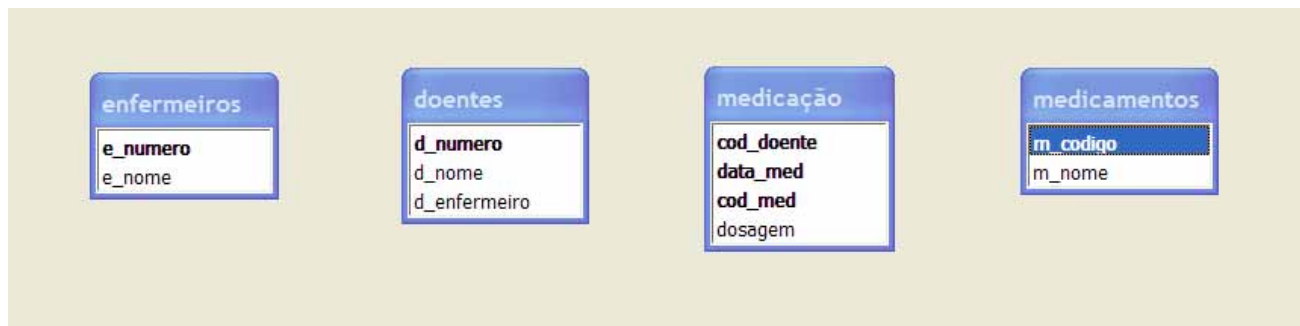 enfermeiros
e_numero
e_nome
doentes
d_numero
d_nome
d_enfermeiro
medicação
cod_doente
data_med
cod_med
dosagem
medicamentos
m_codigo
m_nome